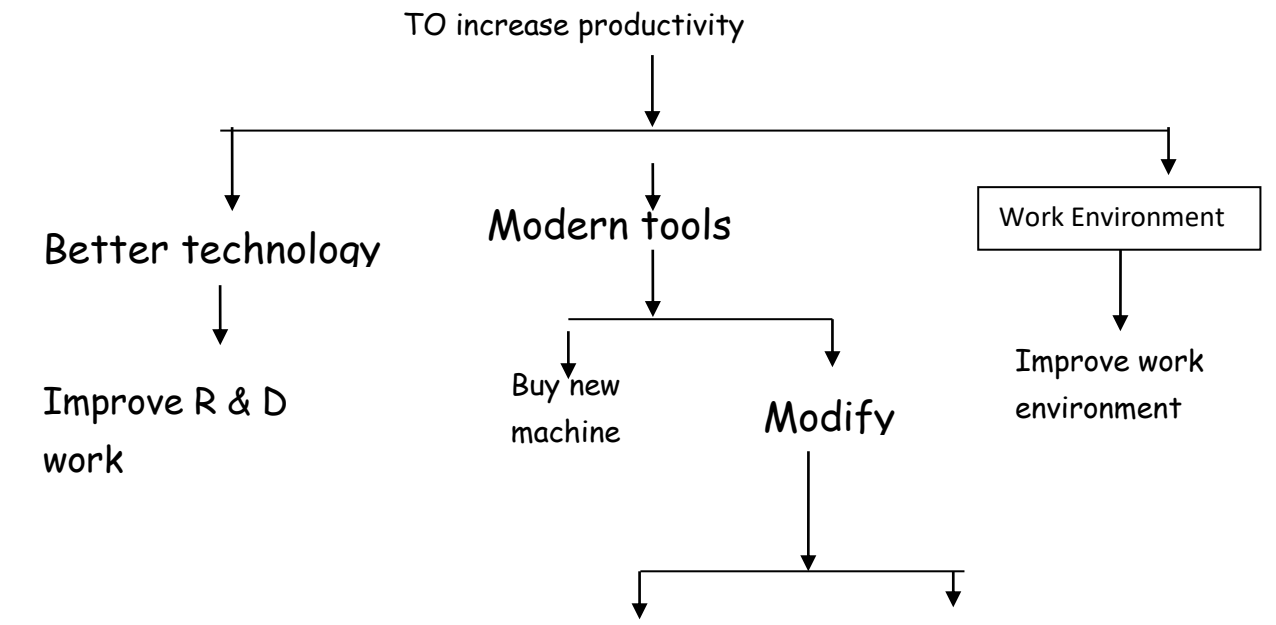 TO increase productivity
Better technology
Modern tools
Work Environment
Improve R & D
work
Buy new
machine
Modify
Improve work
environment